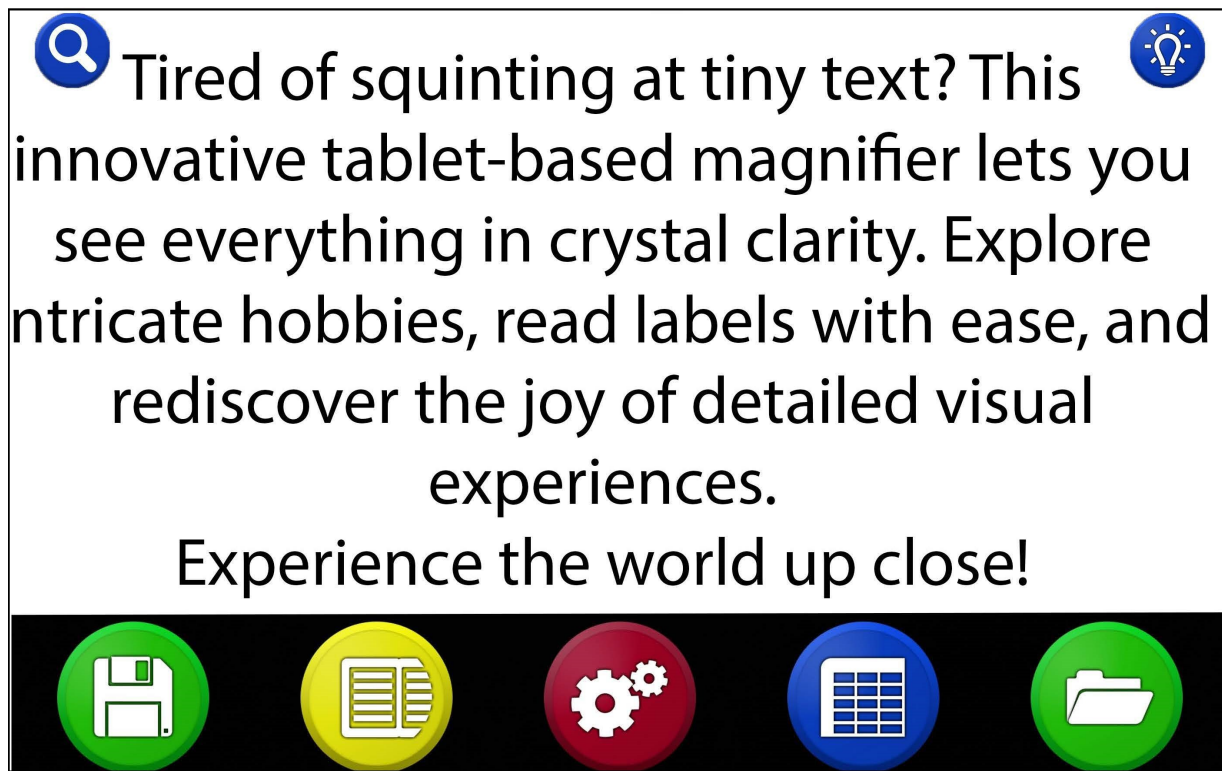 Tired of squinting at tiny text? This
innovative tablet-based magnifier lets you
see everything in crystal clarity. Explore
ntricate hobbies, read labels with ease, and
rediscover the joy of detailed visual
experiences.
Experience the world up close!